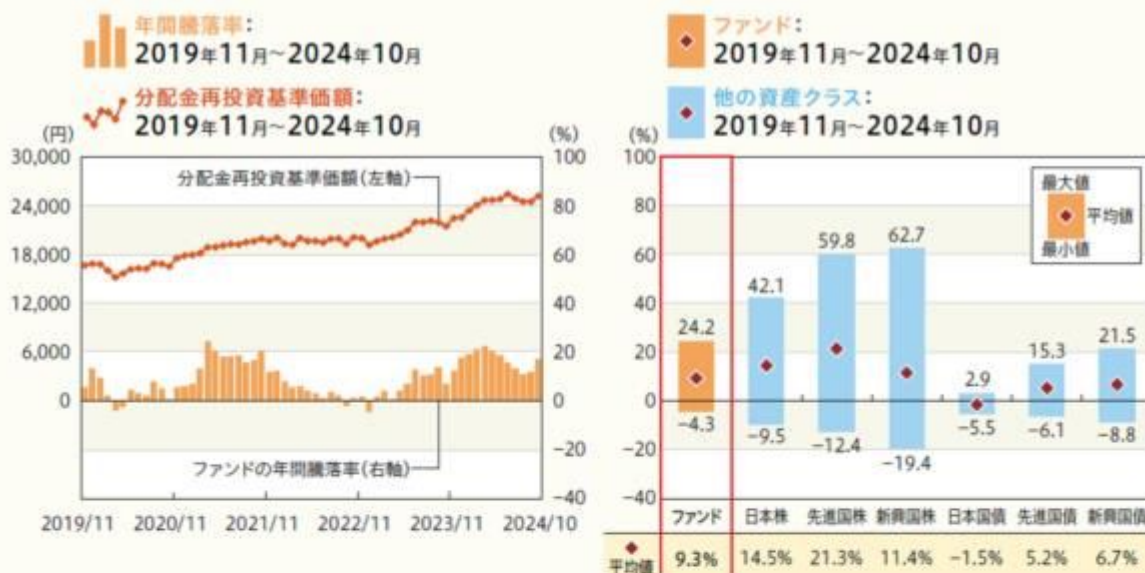 年間騰落率:
2019年11月~2024年10月
分配金再投資基準価額:
2019年11月~2024年10月
(円)
(%)
30,000
24,000
18,000
12,000
6,000
0
100
80
60
40
20
0
−20
−40
分配金再投資基準価額(左軸)
ファンドの年間騰落率(右軸)
2019/11 2020/11 2021/11 2022/11 2023/11 2024/10
ファンド:
2019年11月~2024年10月
他の資産クラス:
2019年11月~2024年10月
(%)
100
80
60
40
20
0
−20
−40
最大値
平均値
最小値
24.2
−4.3
42.1
−9.5
59.8
−12.4
62.7
−19.4
2.9
−5.5
15.3
−6.1
21.5
−8.8
ファンド 日本株 先進国株 新興国株 日本国債 先進国債 新興国債
平均値 9.3% 14.5% 21.3% 11.4% −1.5% 5.2% 6.7%